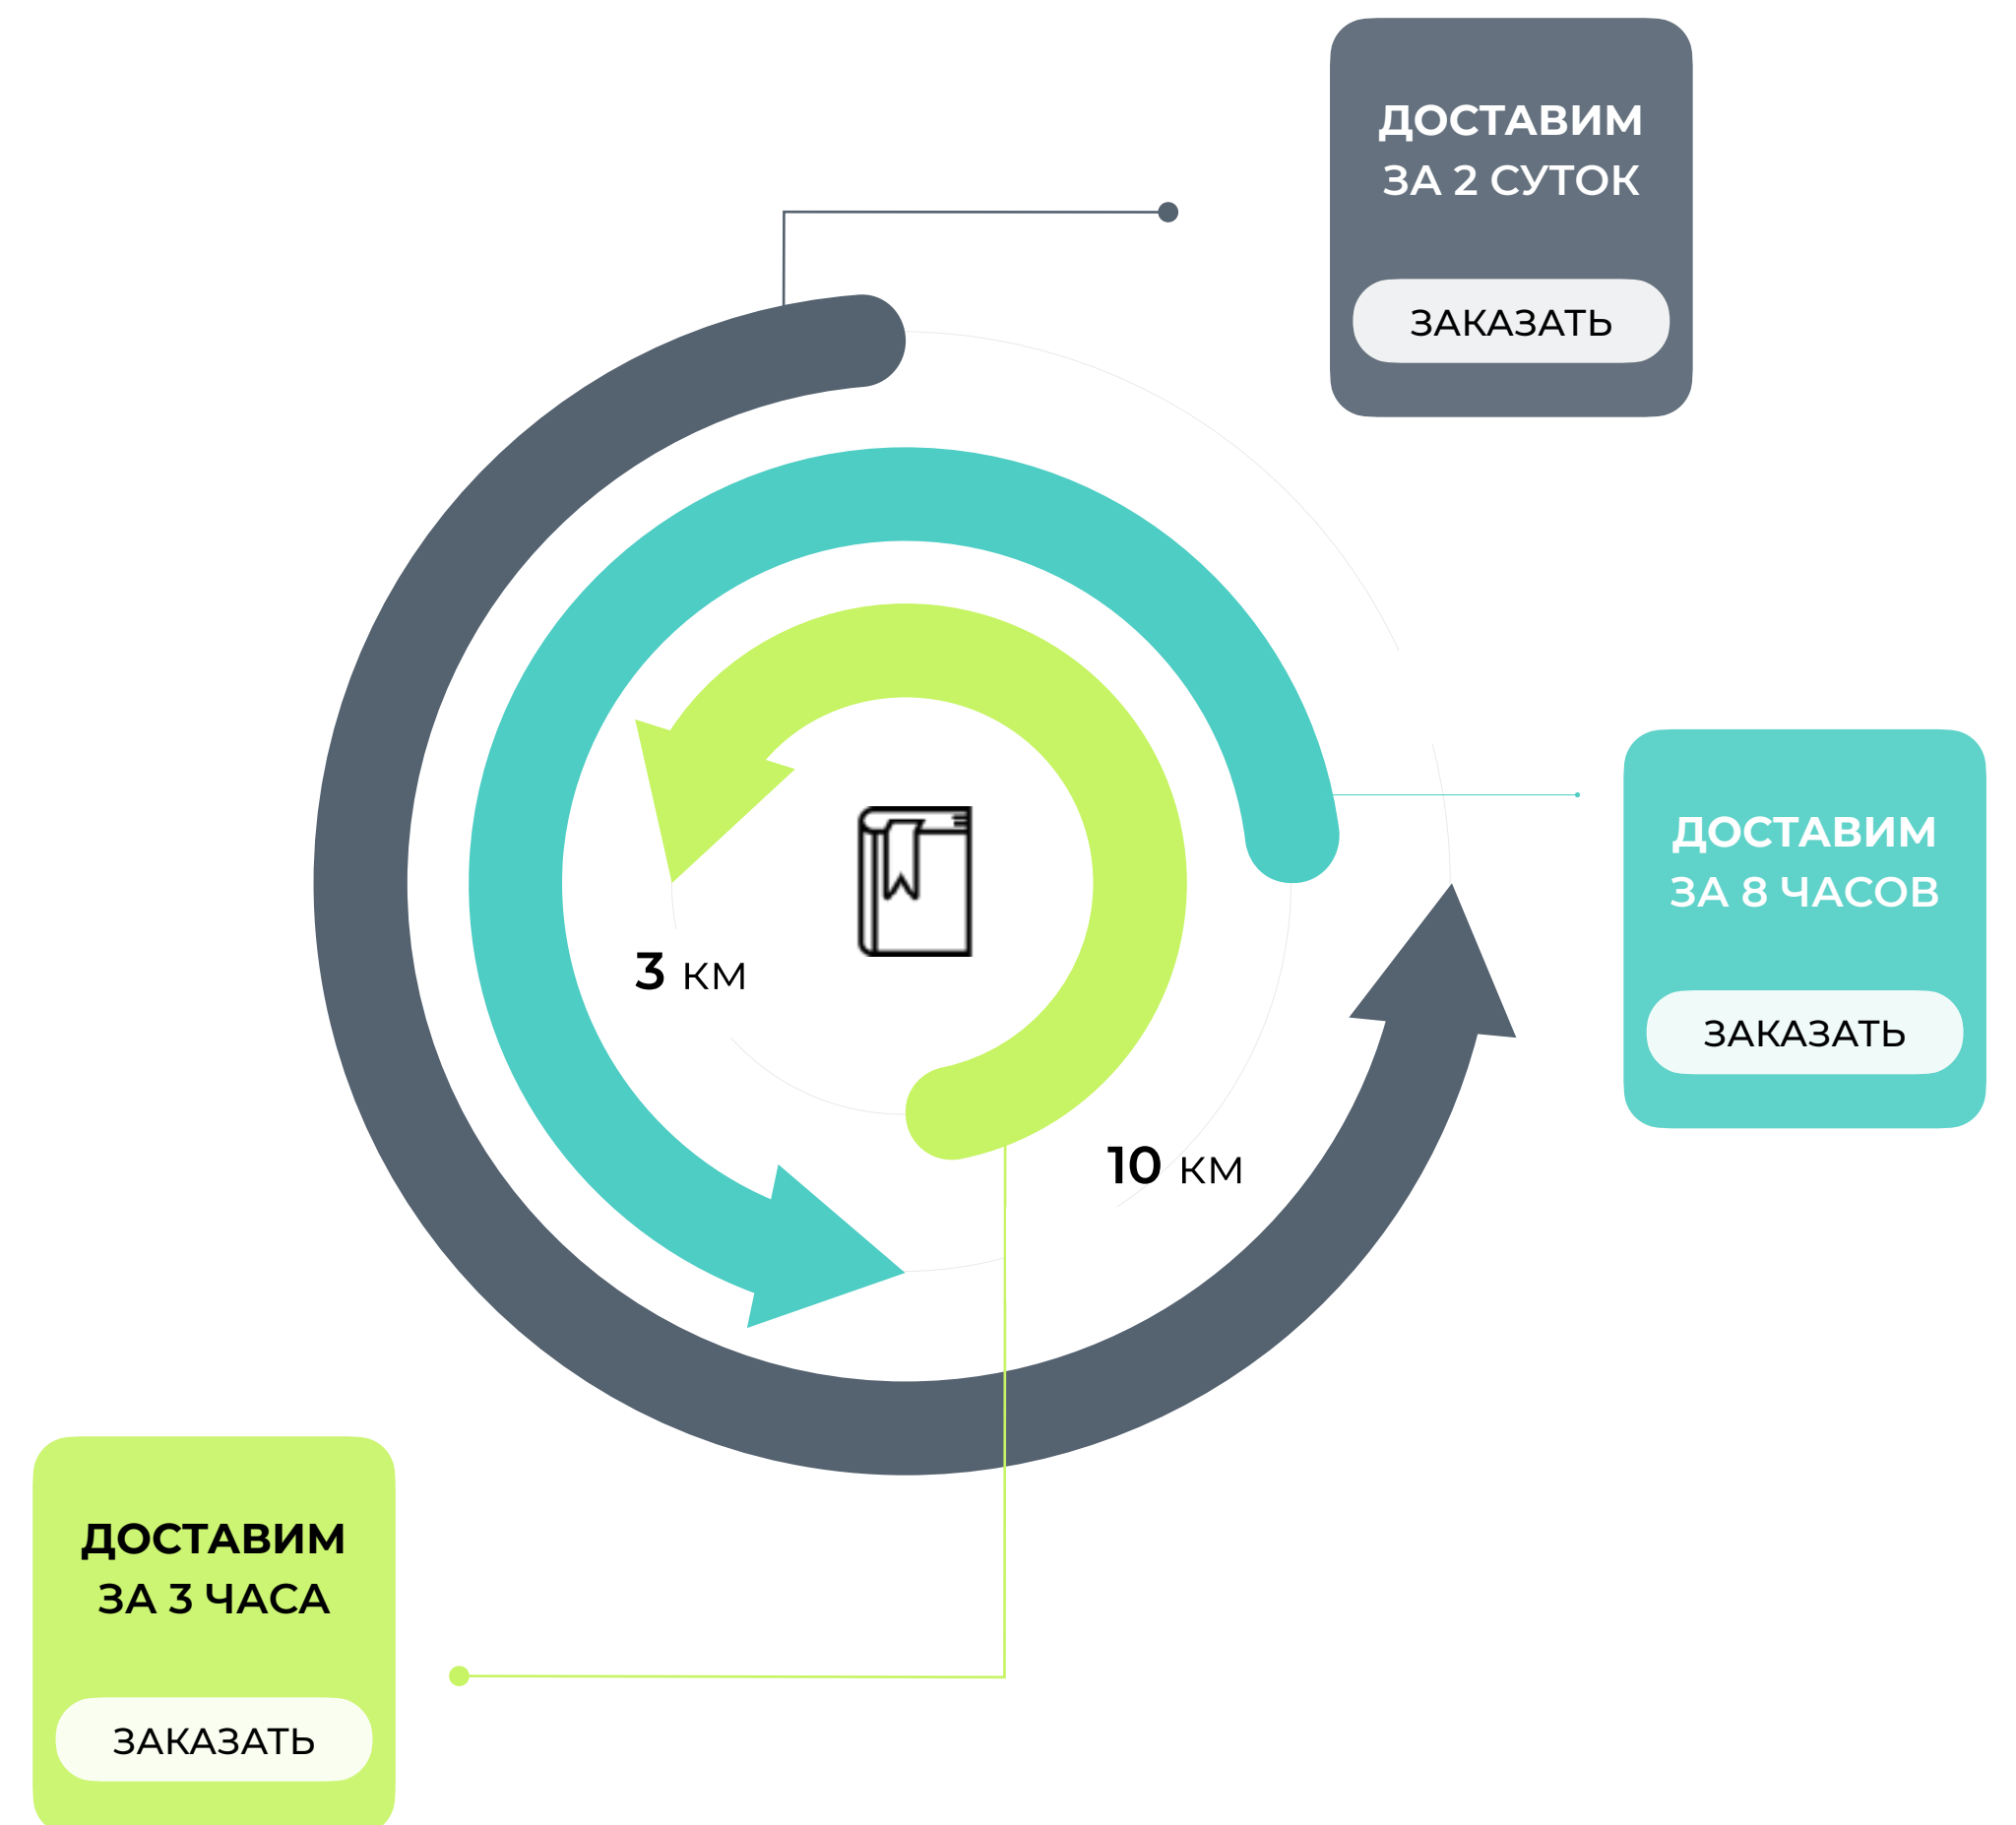 ДОСТАВИМ
ЗА 2 СУТОК
ЗАКАЗАТЬ
ДОСТАВИМ
ЗА 8 ЧАСОВ
ЗАКАЗАТЬ
3 КМ
10 КМ
ДОСТАВИМ
ЗА 3 ЧАСА
ЗАКАЗАТЬ